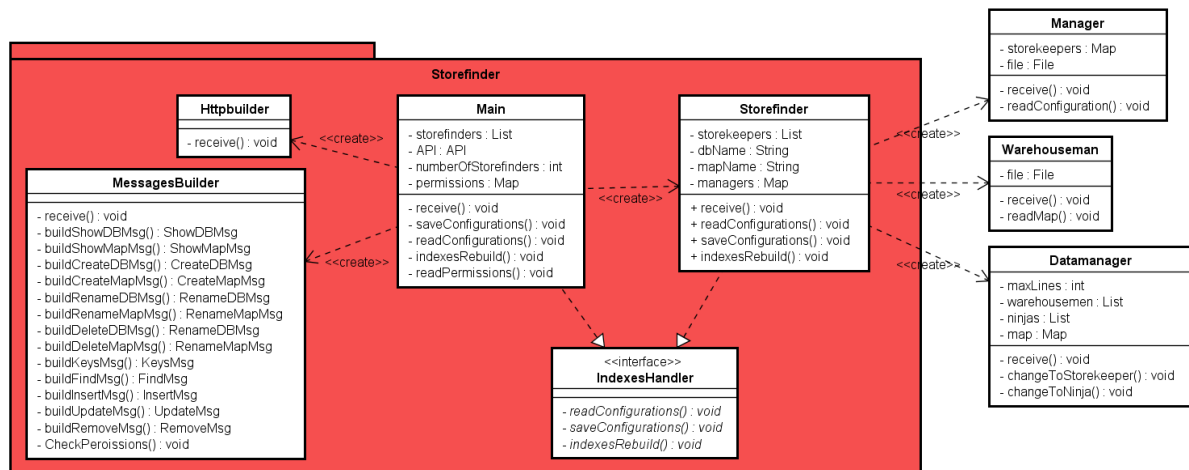 Storefinder
Httpbuilder
- receive() : void
MessagesBuilder
- receive() : void
- buildShowDBMsg() : ShowDBMsg
- buildShowMapMsg() : ShowMapMsg
- buildCreateDBMsg() : CreateDBMsg
- buildCreateMapMsg() : CreateMapMsg
- buildRenameDBMsg() : RenameDBMsg
- buildRenameMapMsg() : RenameMapMsg
- buildDeleteDBMsg() : RenameDBMsg
- buildDeleteMapMsg() : RenameMapMsg
- buildKeysMsg() : KeysMsg
- buildFindMsg() : FindMsg
- buildInsertMsg() : InsertMsg
- buildUpdateMsg() : UpdateMsg
- buildRemoveMsg() : RemoveMsg
- CheckPeroissions() : void
<<create>>
<<create>>
Main
- storefinders : List
- API : API
- numberOfStorefinders : int
- permissions : Map
- receive() : void
- saveConfigurations() : void
- readConfigurations() : void
- indexesRebuild() : void
- readPermissions() : void
<<create>>
Storefinder
- storekeepers : List
- dbName : String
- mapName : String
- managers : Map
+ receive() : void
+ readConfigurations() : void
+ saveConfigurations() : void
+ indexesRebuild() : void
<<interface>>
IndexesHandler
- readConfigurations() : void
- saveConfigurations() : void
- indexesRebuild() : void
<<create>>
<<create>>
<<create>>
Manager
- storekeepers : Map
- file : File
- receive() : void
- readConfiguration() : void
Warehouseman
- file : File
- receive() : void
- readMap() : void
Datamanager
- maxLines : int
- warehousemen : List
- ninjas : List
- map : Map
- receive() : void
- changeToStorekeeper() : void
- changeToNinja() : void